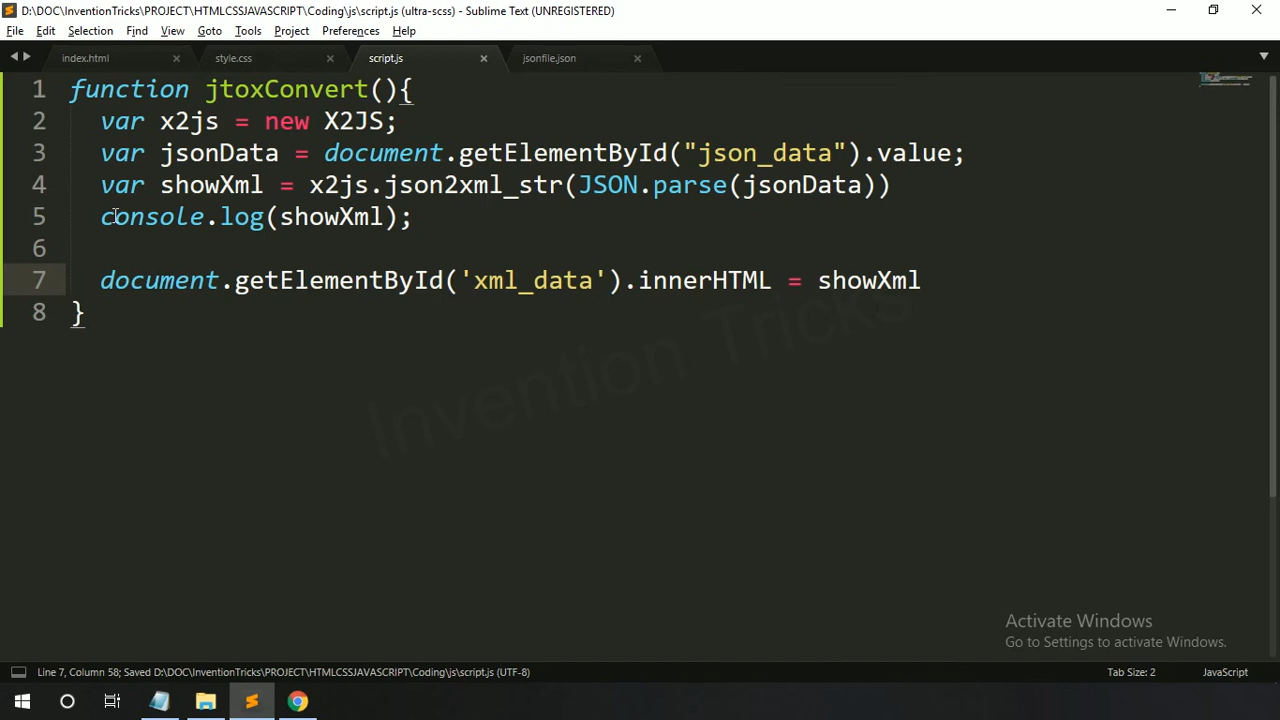 D:\DOC\InventionTricks\PROJECT\HTMLCSSJAVASCRIPT\Coding\js\script.js (ultra-scss) - Sublime Text (UNREGISTERED)
File Edit Selection Find View Goto Tools Project Preferences Help
index.html style.css script.js jsonfile.json
1 function jtoxConvert(){
2 var x2js = new X2JS;
3 var jsonData = document.getElementById("json_data").value;
4 var showXml = x2js.json2xml_str(JSON.parse(jsonData))
5 console.log(showXml);
6
7 document.getElementById('xml_data').innerHTML = showXml
8 }
Invention Tricks
Activate Windows
Go to Settings to activate Windows.
Line 7, Column 58; Saved D:\DOC\InventionTricks\PROJECT\HTMLCSSJAVASCRIPT\Coding\js\script.js (UTF-8) Tab Size: 2 JavaScript